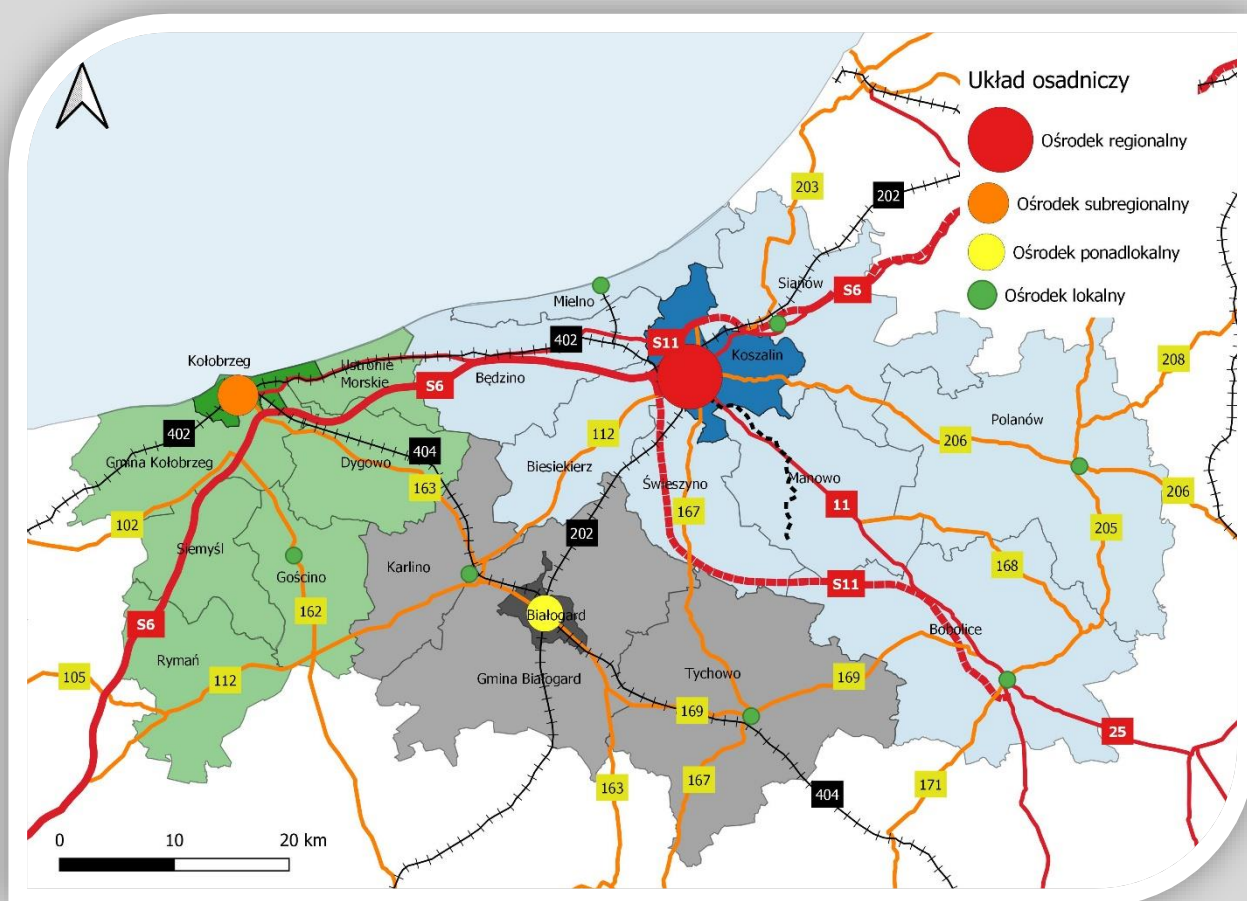 Układ osadniczy
Ośrodek regionalny
Ośrodek subregionalny
Ośrodek ponadlokalny
Ośrodek lokalny
203
202
Sianów
S6
Mielno
402
S11
Koszalin
208
Kołobrzeg
Ustronie
Morskie
S6
Będzino
Polanów
402
404
112
206
Gmina Kołobrzeg
Dygowo
Biesiekierz
163
Świeszyno
Manowo
206
102
167
11
205
Siemyśl
202
Gościno
Karlino
168
S11
162
S6
Białogard
Bobolice
Rymań
105
112
Gmina Białogard
Tychowo
169
169
25
163
167
404
171
0 10 20 km